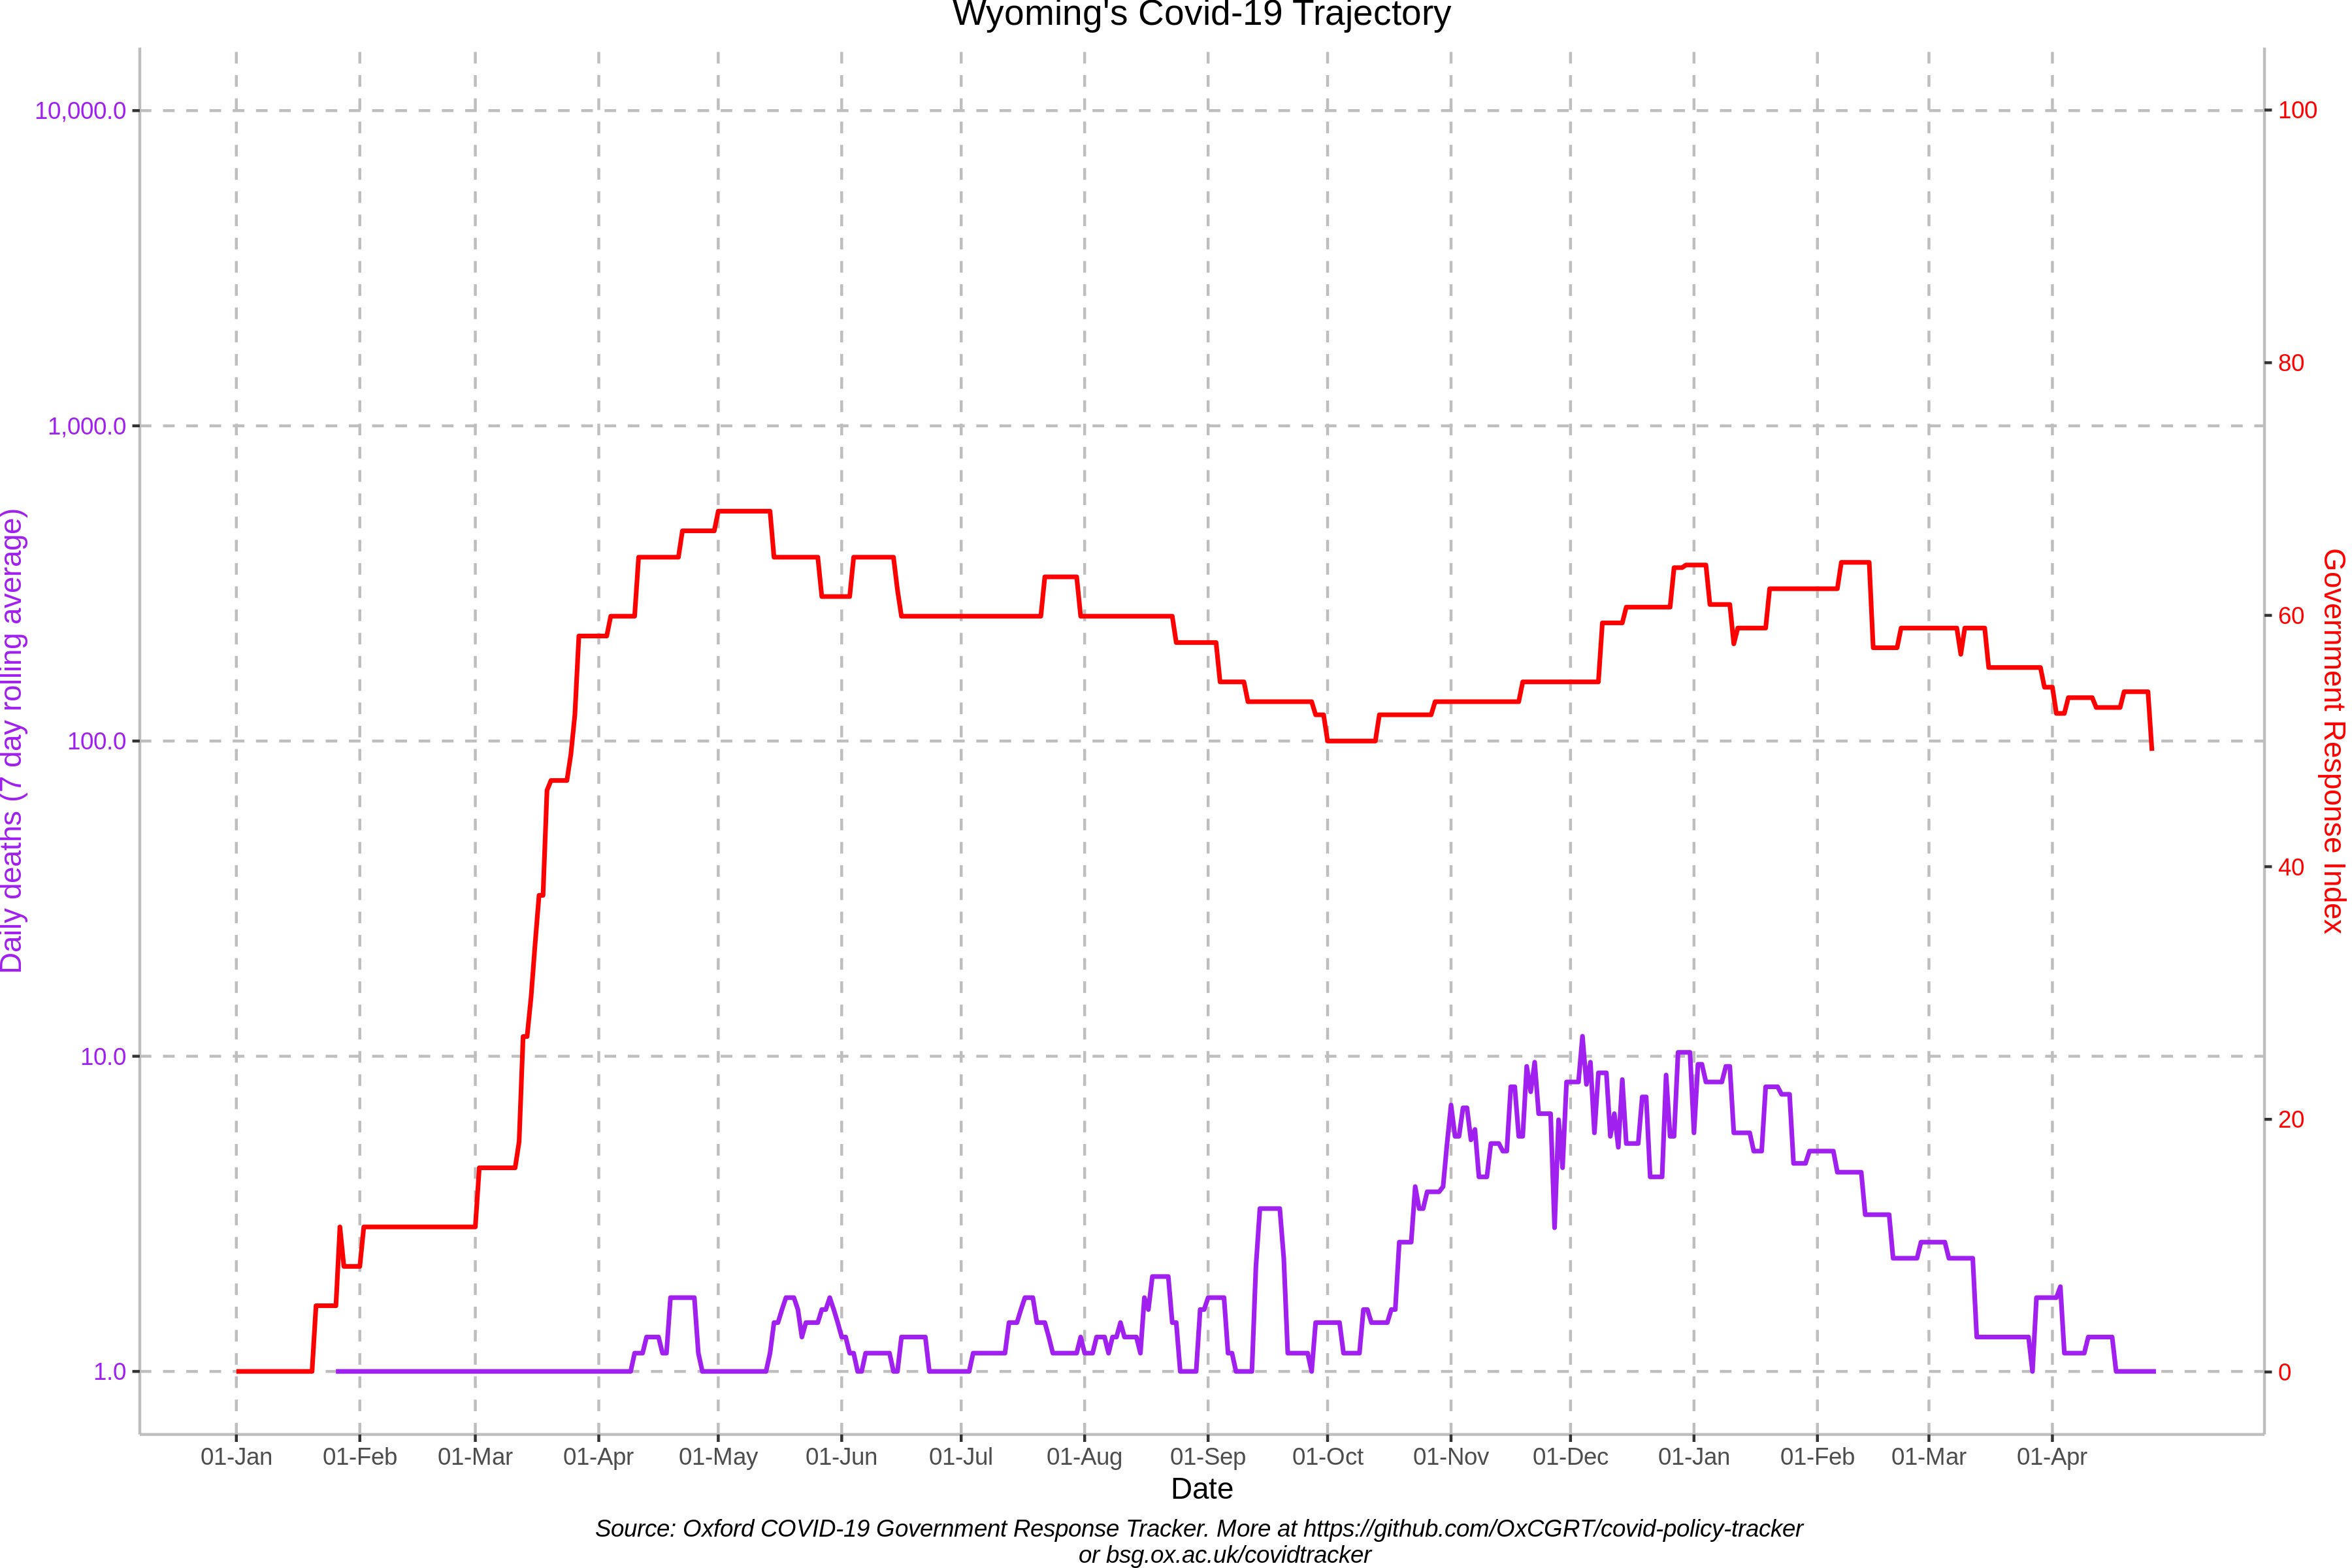 Wyoming's Covid-19 Trajectory
10,000.0
1,000.0
100.0
10.0
1.0
Daily deaths (7 day rolling average)
100
80
60
40
20
0
Government Response Index
01-Jan 01-Feb 01-Mar 01-Apr 01-May 01-Jun 01-Jul 01-Aug 01-Sep 01-Oct 01-Nov 01-Dec 01-Jan 01-Feb 01-Mar 01-Apr
Date
Source: Oxford COVID-19 Government Response Tracker. More at https://github.com/OxCGRT/covid-policy-tracker
or bsg.ox.ac.uk/covidtracker